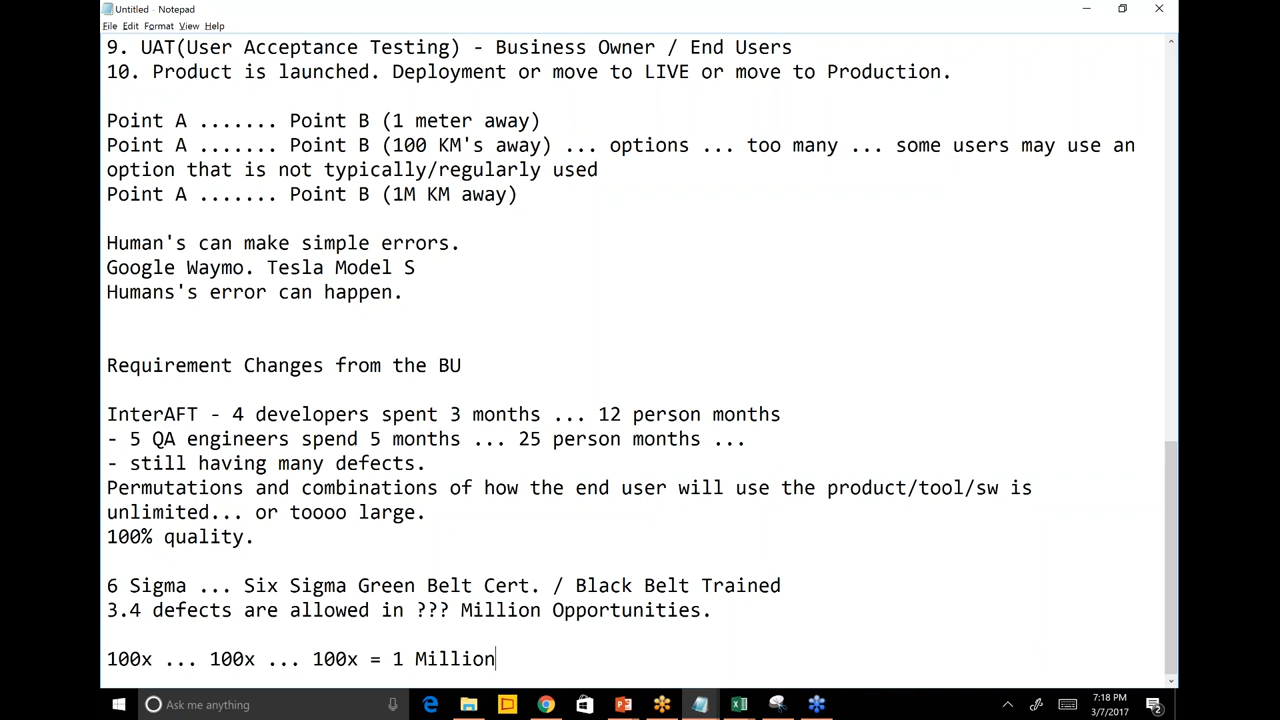 Untitled - Notepad
File Edit Format View Help
9. UAT(User Acceptance Testing) - Business Owner / End Users
10. Product is launched. Deployment or move to LIVE or move to Production.
Point A ....... Point B (1 meter away)
Point A ....... Point B (100 KM's away) ... options ... too many ... some users may use an
option that is not typically/regularly used
Point A ....... Point B (1M KM away)
Human's can make simple errors.
Google Waymo. Tesla Model S
Humans's error can happen.
Requirement Changes from the BU
InterAFT - 4 developers spent 3 months ... 12 person months
- 5 QA engineers spend 5 months ... 25 person months ...
- still having many defects.
Permutations and combinations of how the end user will use the product/tool/sw is
unlimited... or toooo large.
100% quality.
6 Sigma ... Six Sigma Green Belt Cert. / Black Belt Trained
3.4 defects are allowed in ??? Million Opportunities.
100x ... 100x ... 100x = 1 Million
Ask me anything
7:18 PM
3/7/2017
2